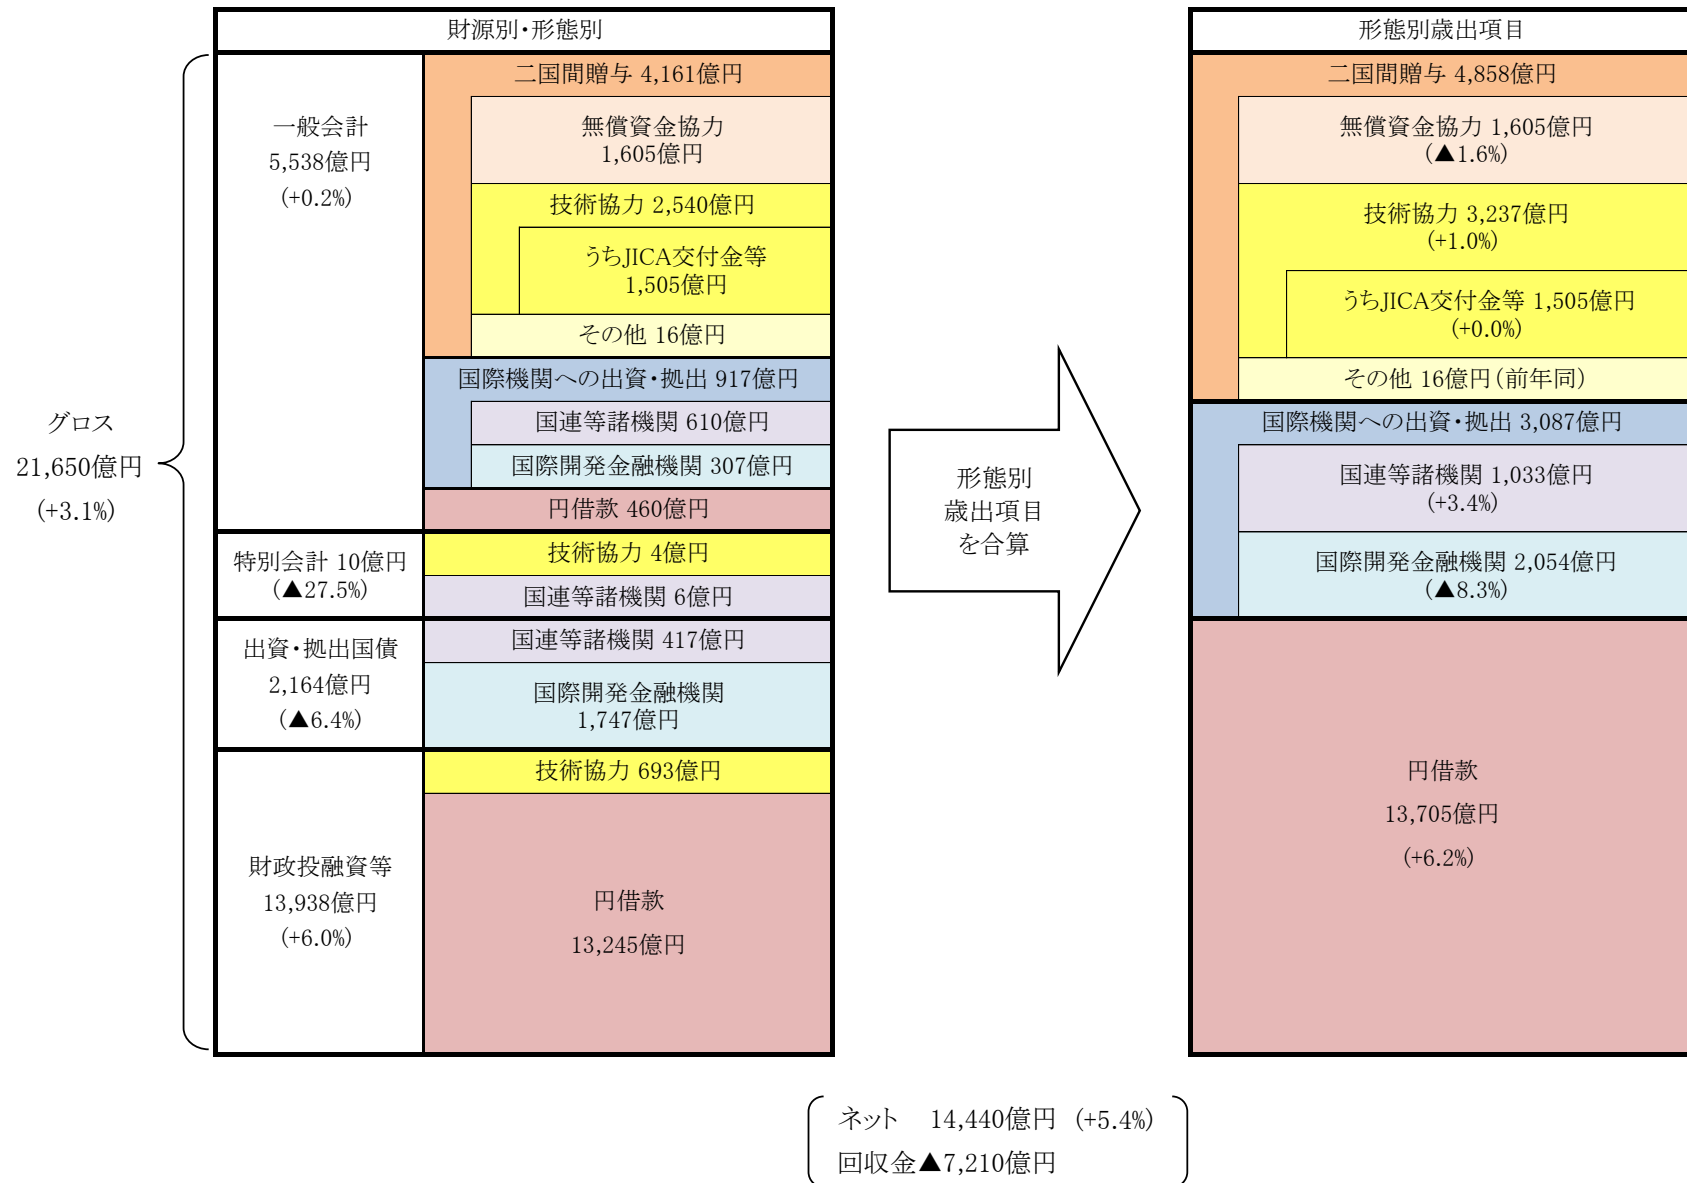 財源別・形態別
グロス
21,650億円
(+3.1%)
一般会計
5,538億円
(+0.2%)
二国間贈与 4,161億円
無償資金協力
1,605億円
技術協力 2,540億円
うちJICA交付金等
1,505億円
その他 16億円
国際機関への出資・拠出 917億円
国連等諸機関 610億円
国際開発金融機関 307億円
円借款 460億円
特別会計 10億円
(▲27.5%)
技術協力 4億円
国連等諸機関 6億円
出資・拠出国債
2,164億円
(▲6.4%)
国連等諸機関 417億円
国際開発金融機関
1,747億円
財政投融資等
13,938億円
(+6.0%)
技術協力 693億円
円借款
13,245億円
形態別
歳出項目
を合算
形態別歳出項目
二国間贈与 4,858億円
無償資金協力 1,605億円
(▲1.6%)
技術協力 3,237億円
(+1.0%)
うちJICA交付金等 1,505億円
(+0.0%)
その他 16億円(前年同)
国際機関への出資・拠出 3,087億円
国連等諸機関 1,033億円
(+3.4%)
国際開発金融機関 2,054億円
(▲8.3%)
円借款
13,705億円
(+6.2%)
ネット 14,440億円 (+5.4%)
回収金▲7,210億円